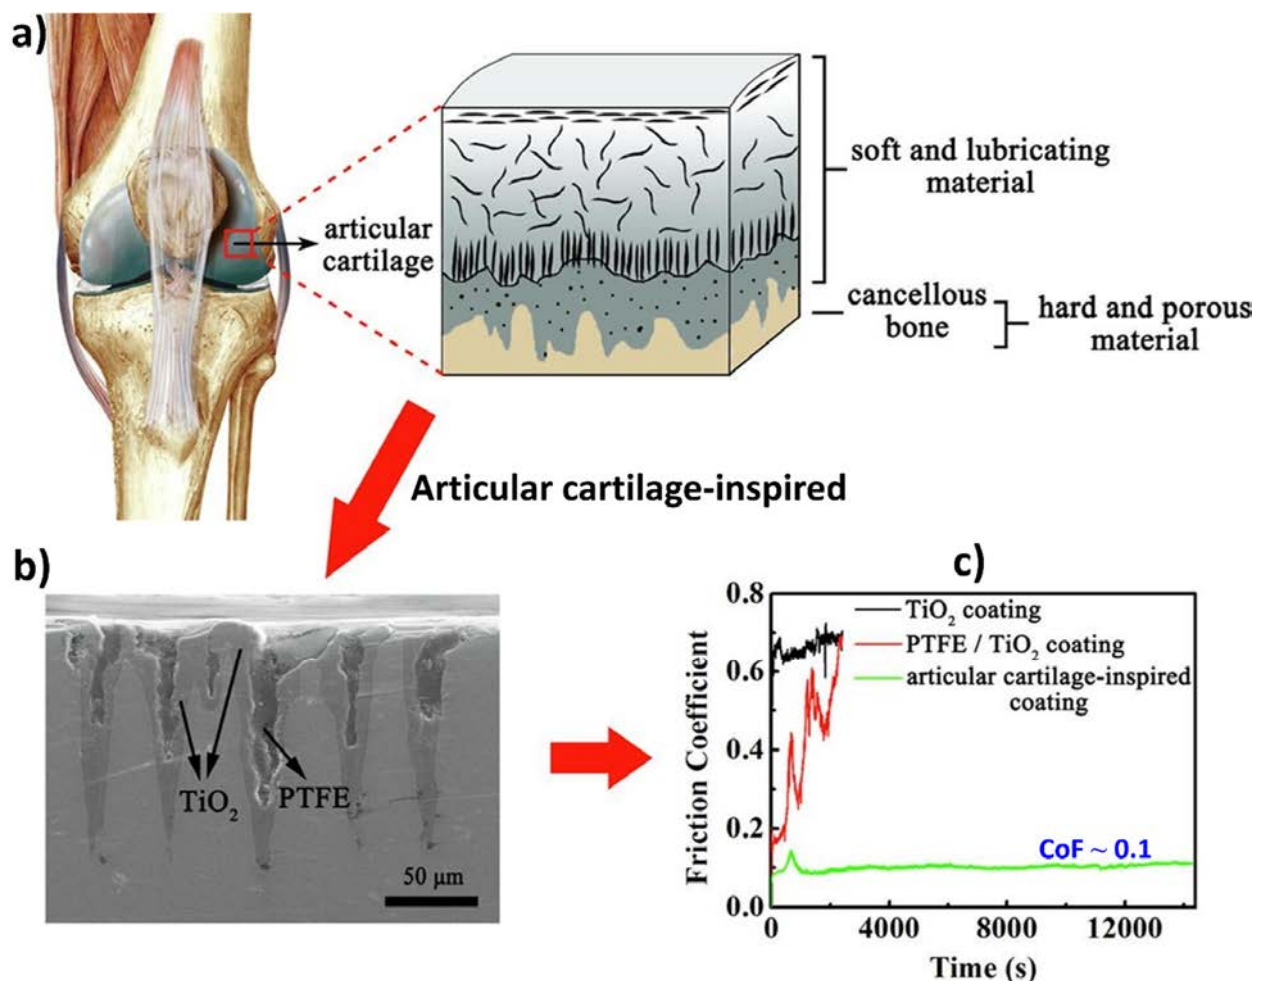 a)
soft and lubricating
material
articular
cartilage
cancellous
bone
hard and porous
material
Articular cartilage-inspired
b)
TiO2
PTFE
50 μm
c)
0.8
0.6
0.4
0.2
0.0
Friction Coefficient
TiO2 coating
PTFE / TiO2 coating
articular cartilage-inspired
coating
CoF ~ 0.1
0 4000 8000 12000
Time (s)